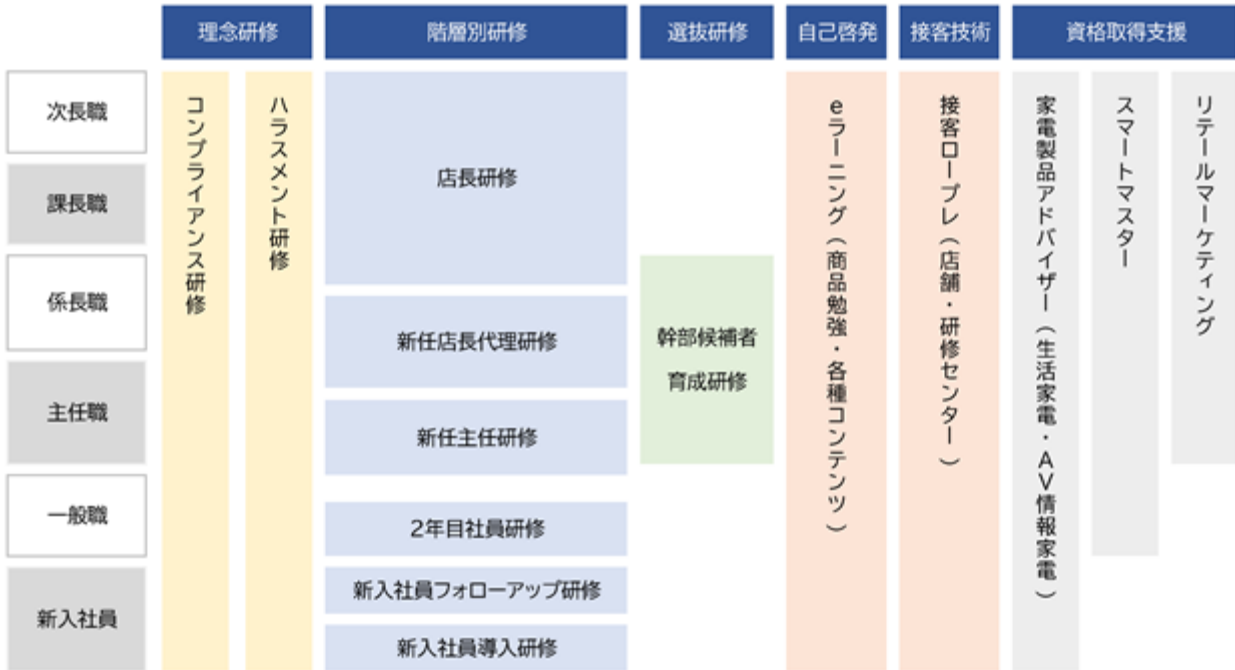 理念研修
階層別研修
選抜研修
自己啓発
接客技術
資格取得支援
次長職
課長職
係長職
主任職
一般職
新入社員
コンプライアンス研修
ハラスメント研修
店長研修
新任店長代理研修
新任主任研修
2年目社員研修
新入社員フォローアップ研修
新入社員導入研修
幹部候補者
育成研修
eラーニング（商品勉強・各種コンテンツ）
接客ロープレ（店舗・研修センター）
家電製品アドバイザー（生活家電・AV情報家電）
スマートマスター
リテールマーケティング